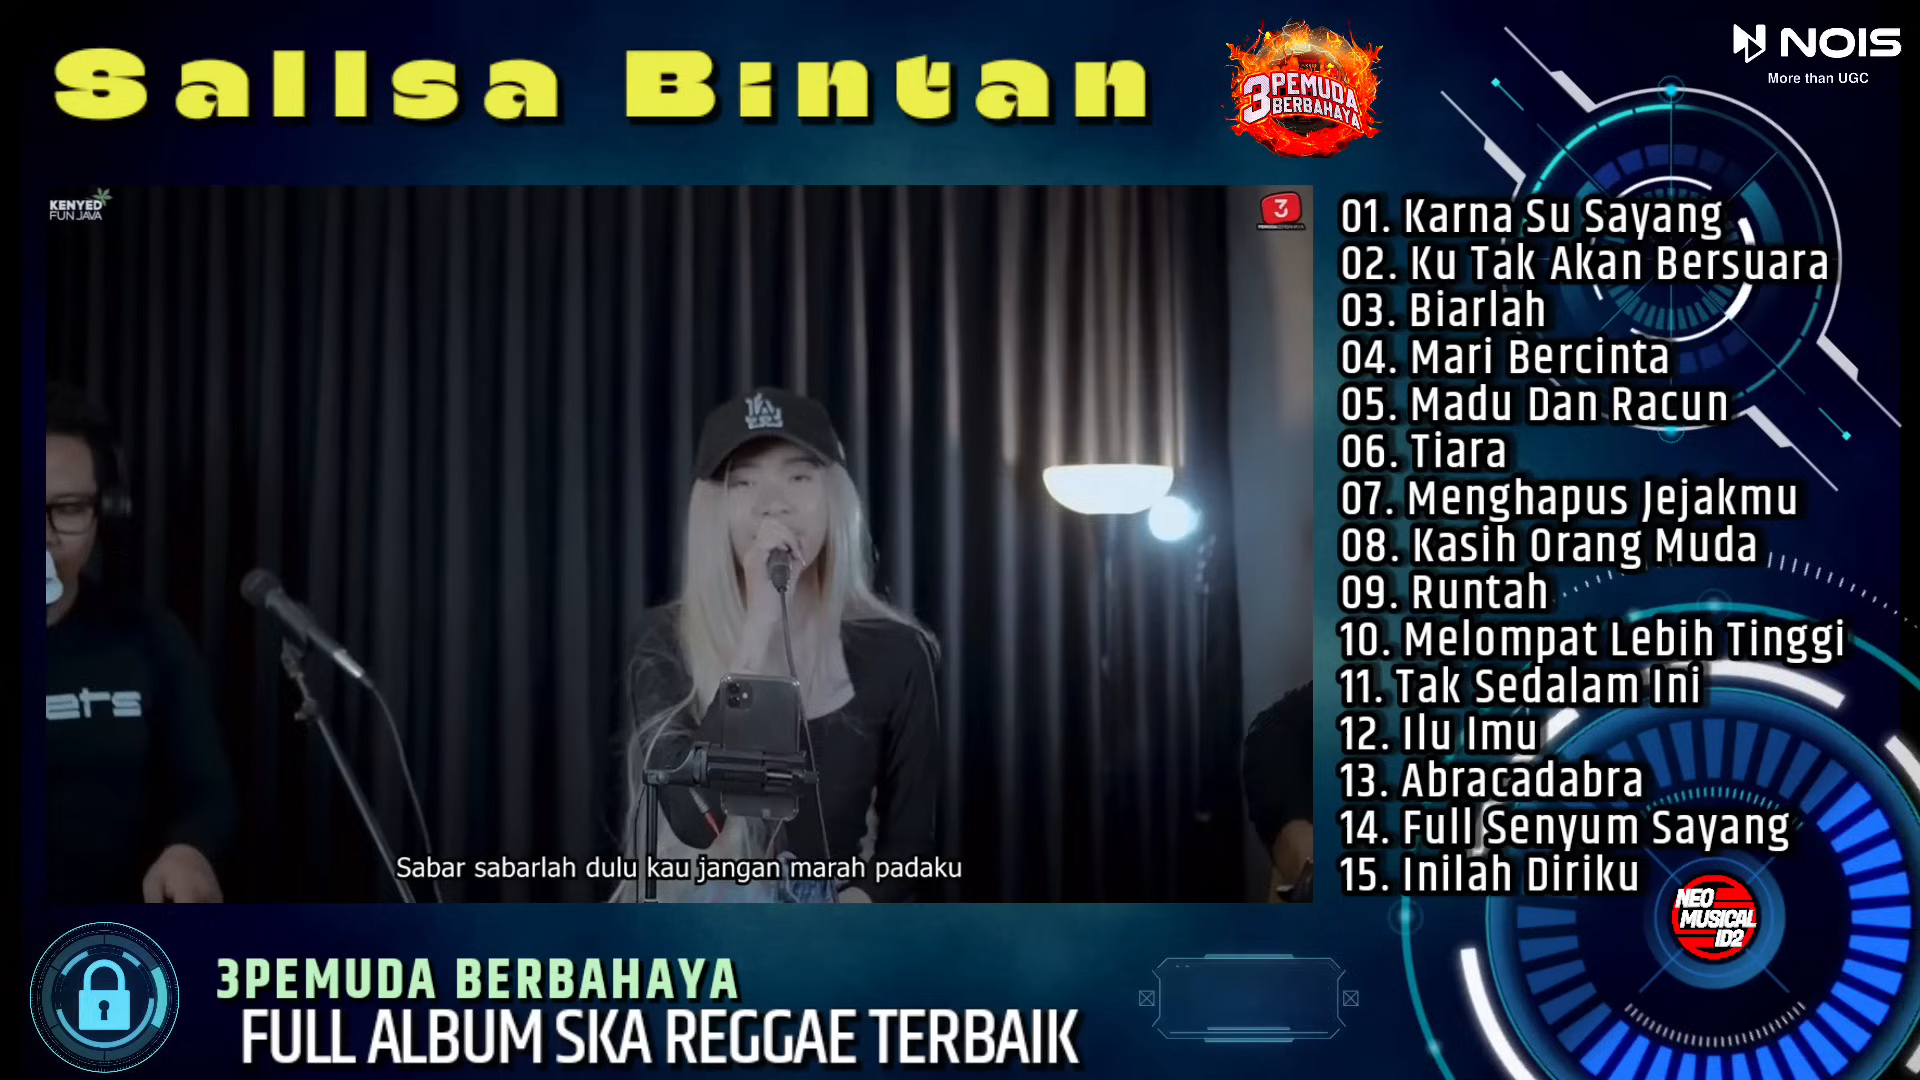 Sallsa Bintan
3PEMUDA
BERBAHAYA
NOIS
More than UGC
KENYED
FUN JAVA
3
01. Karna Su Sayang
02. Ku Tak Akan Bersuara
03. Biarlah
04. Mari Bercinta
05. Madu Dan Racun
06. Tiara
07. Menghapus Jejakmu
08. Kasih Orang Muda
09. Runtah
10. Melompat Lebih Tinggi
11. Tak Sedalam Ini
12. Ilu Imu
13. Abracadabra
14. Full Senyum Sayang
15. Inilah Diriku
LA
ets
Sabar sabarlah dulu kau jangan marah padaku
NEO
MUSICAL
ID2
3PEMUDA BERBAHAYA
FULL ALBUM SKA REGGAE TERBAIK